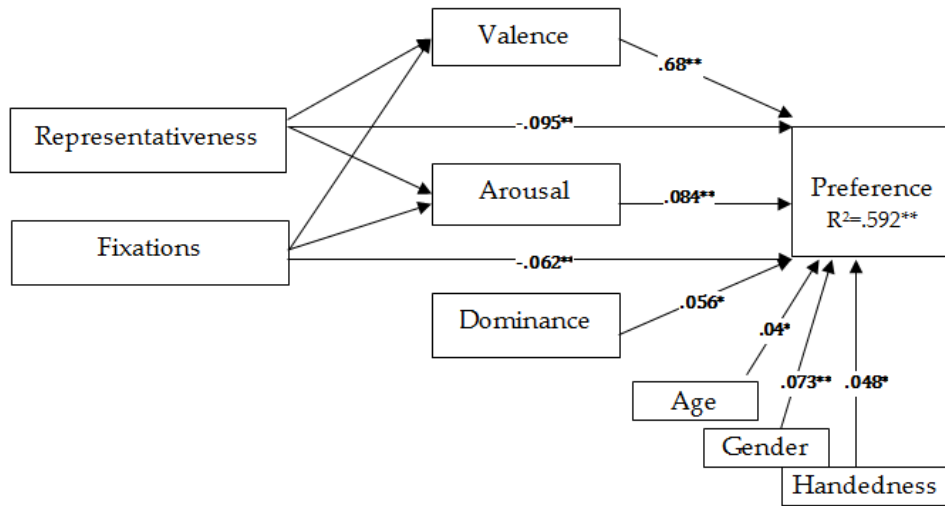 Valence
.68**
Representativeness
-.095**
Arousal
.084**
Preference
R²=.592**
Fixations
-.062**
Dominance
.056*
.04*
Age
.073**
.048*
Gender
Handedness